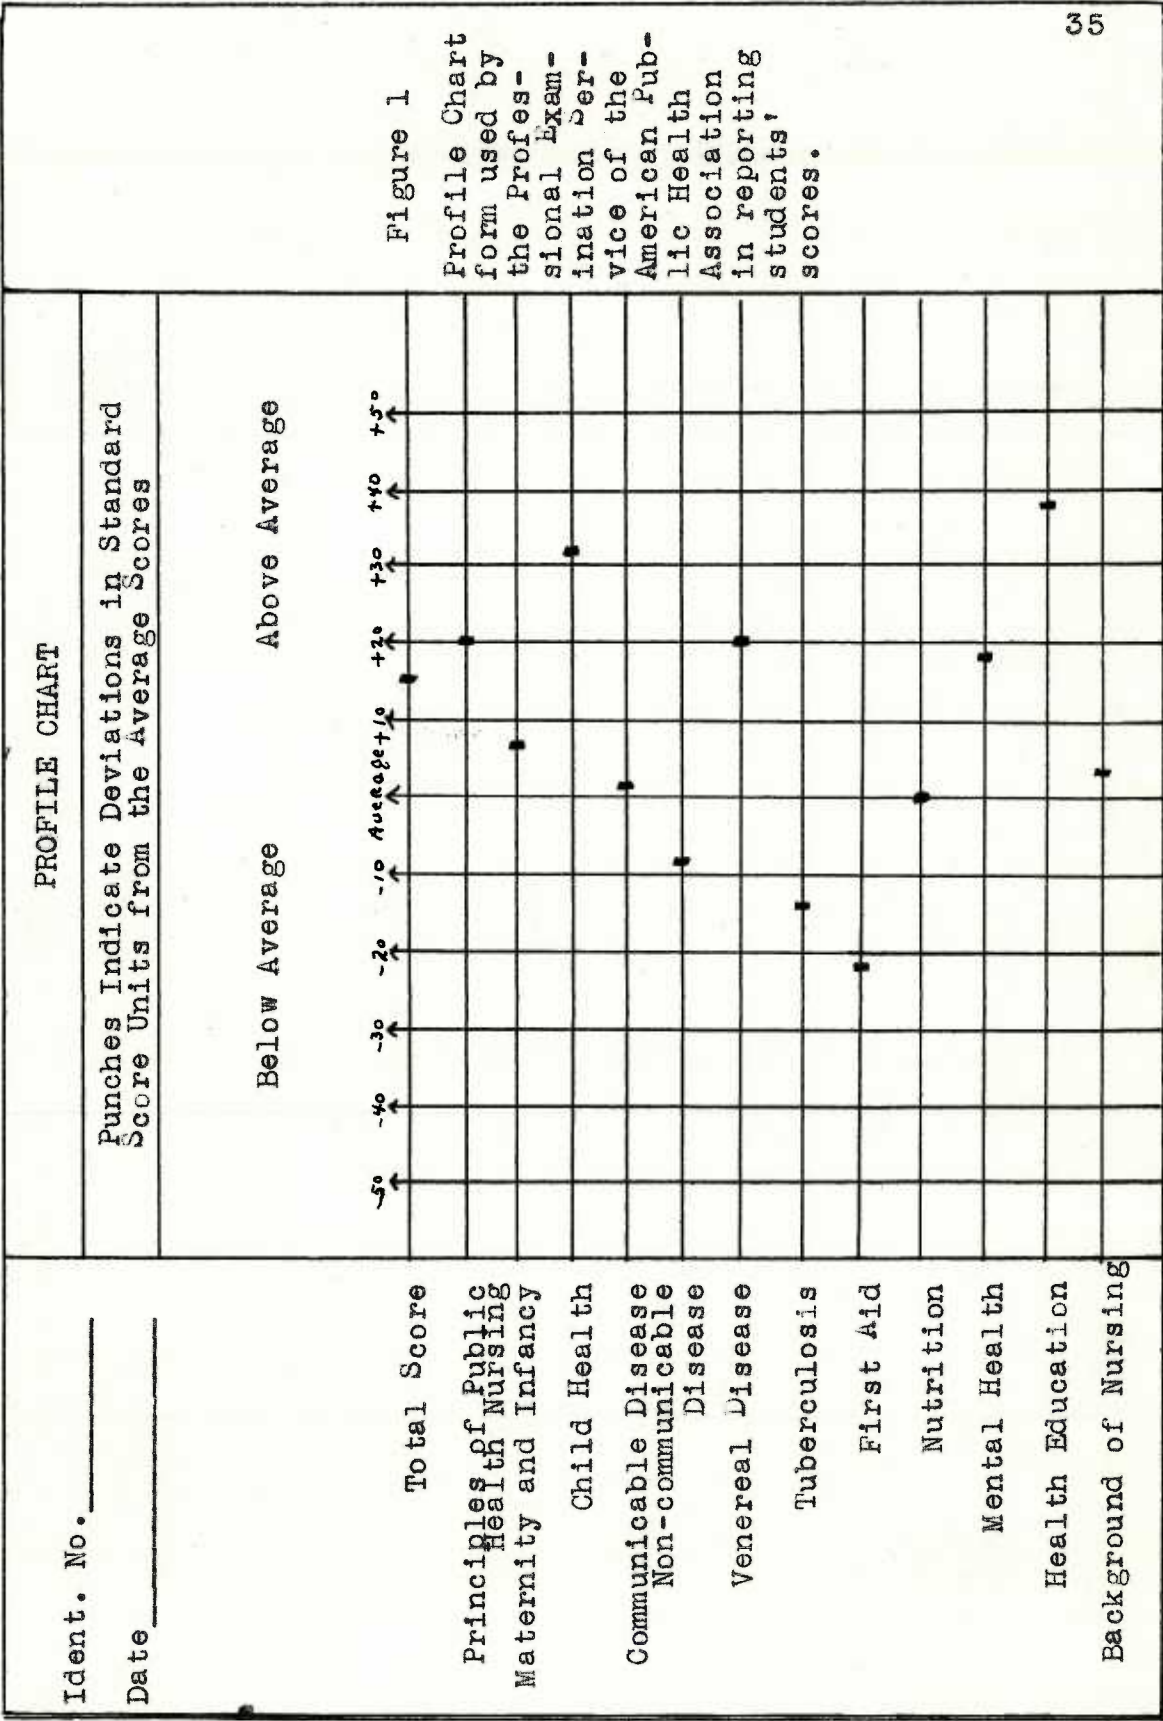 35
PROFILE CHART
Ident. No.
Date
Punches Indicate Deviations in Standard
Score Units from the Average Scores
Below Average
Above Average
-50 -40 -30 -20 -10 Average +10 +20 +30 +40 +50
Total Score
Principles of Public
Health Nursing
Maternity and Infancy
Child Health
Communicable Disease
Non-communicable
Disease
Venereal Disease
Tuberculosis
First Aid
Nutrition
Mental Health
Health Education
Background of Nursing
Figure 1
Profile Chart
form used by
the Profes-
sional Exam-
ination Ser-
vice of the
American Pub-
lic Health
Association
in reporting
students'
scores.